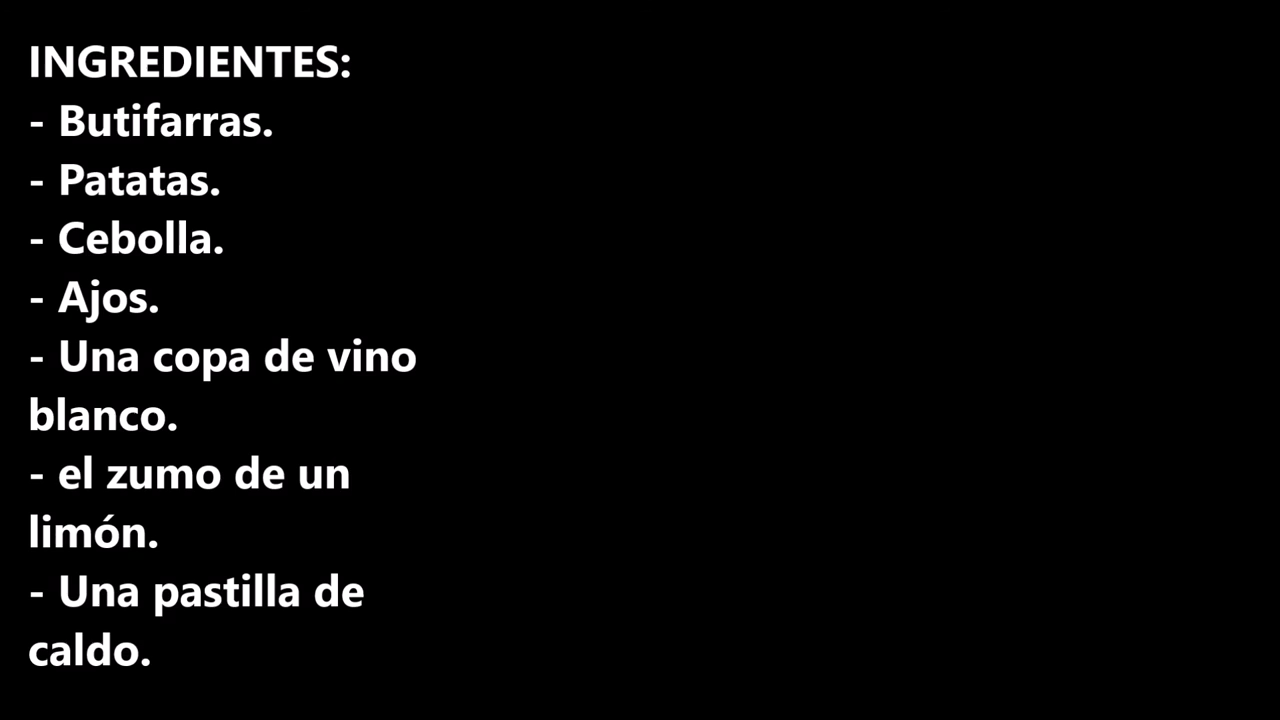 INGREDIENTES:
- Butifarras.
- Patatas.
- Cebolla.
- Ajos.
- Una copa de vino
blanco.
- el zumo de un
limón.
- Una pastilla de
caldo.